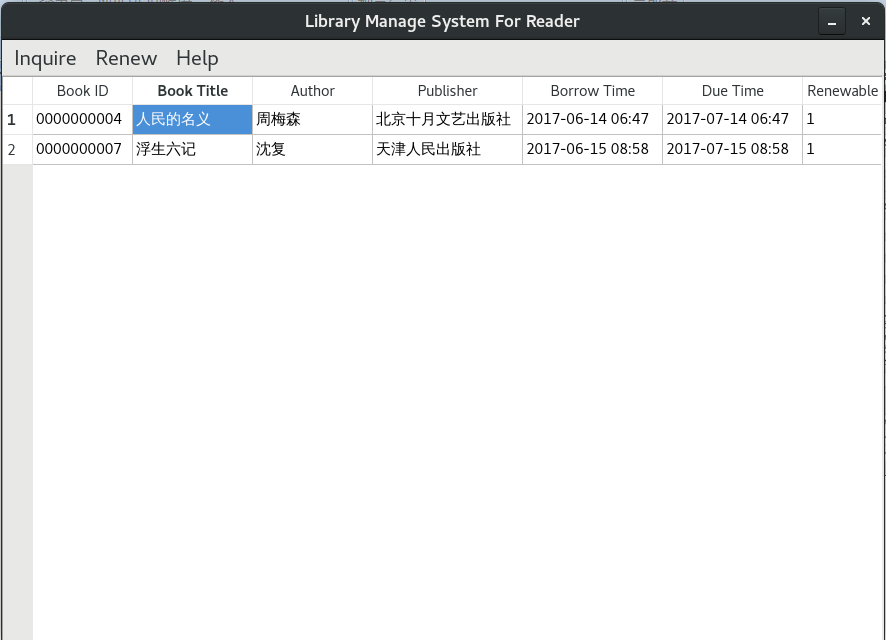 Library Manage System For Reader
Inquire Renew Help
Book ID Book Title Author Publisher Borrow Time Due Time Renewable
1 0000000004 人民的名义 周梅森 北京十月文艺出版社 2017-06-14 06:47 2017-07-14 06:47 1
2 0000000007 浮生六记 沈复 天津人民出版社 2017-06-15 08:58 2017-07-15 08:58 1